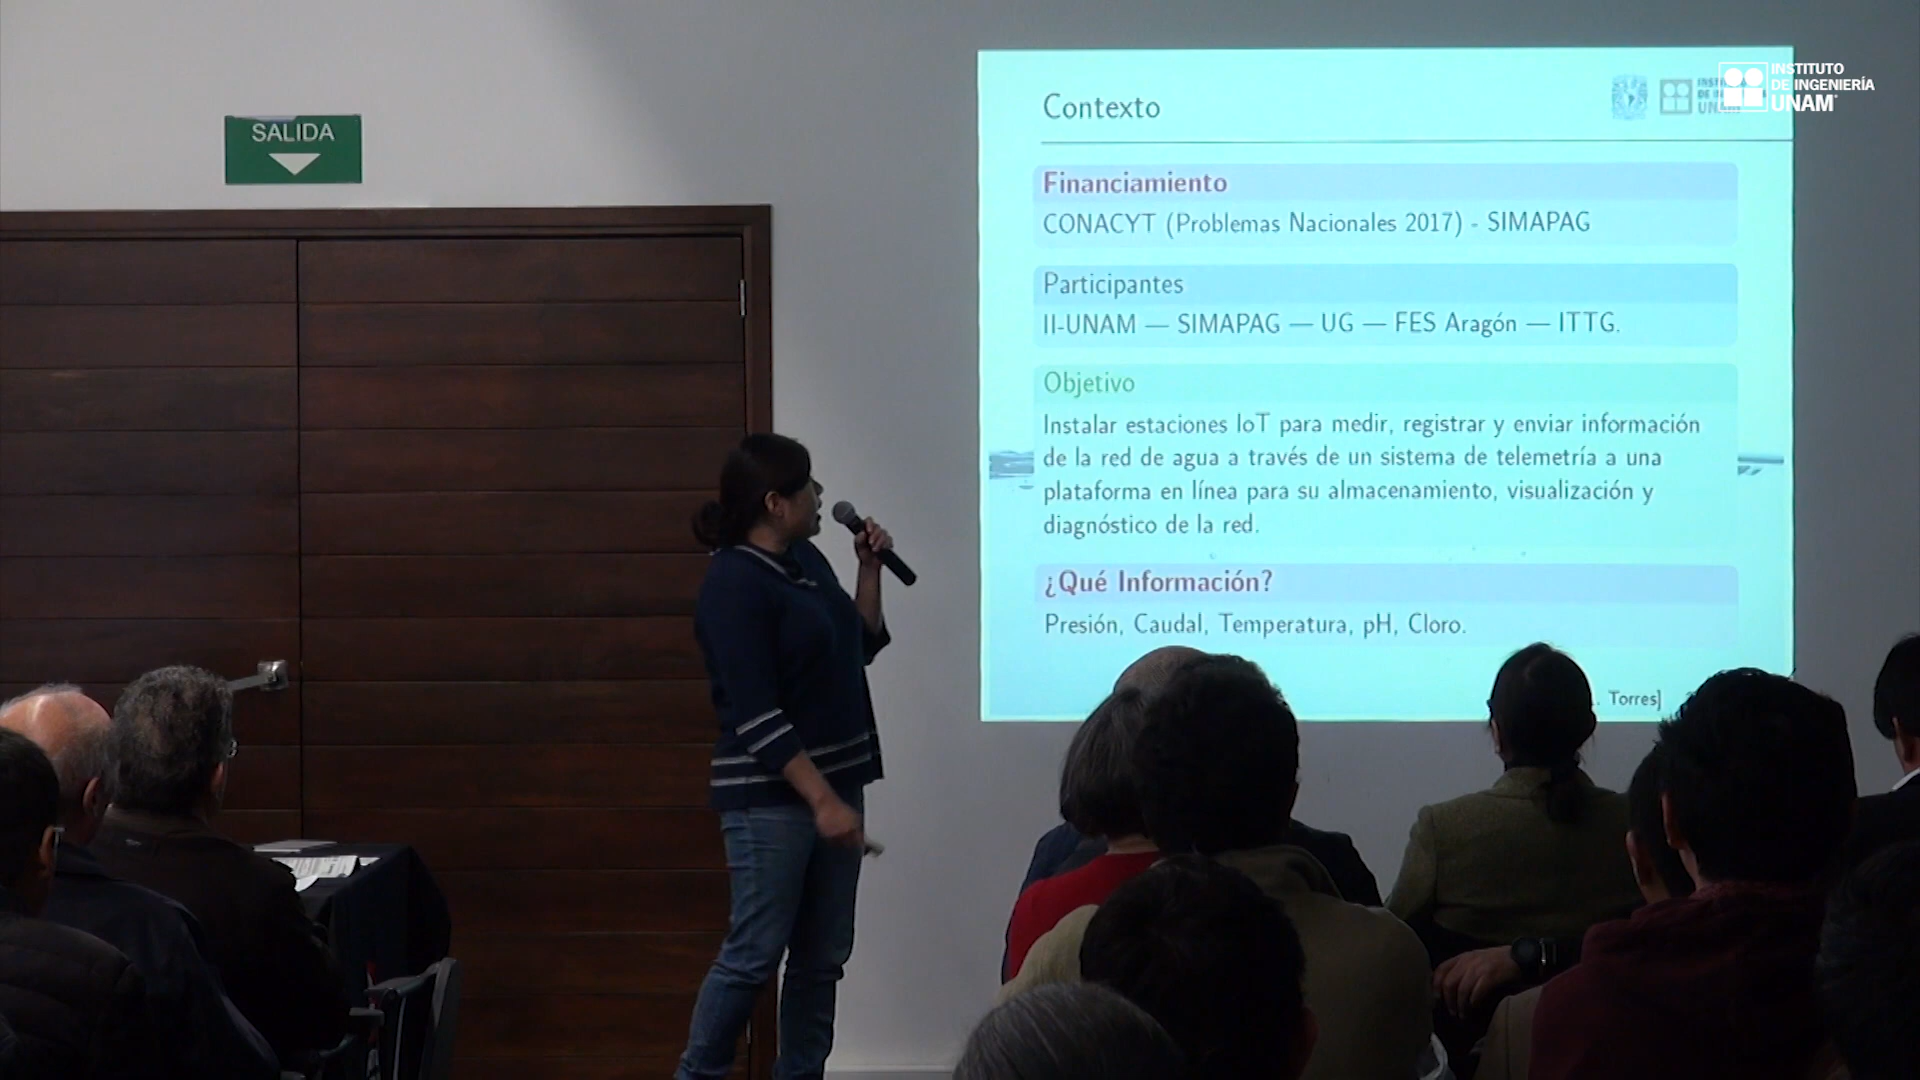 SALIDA
INSTITUTO
DE INGENIERÍA
UNAM
Contexto
Financiamiento
CONACYT (Problemas Nacionales 2017) - SIMAPAG
Participantes
II-UNAM — SIMAPAG — UG — FES Aragón — ITTG.
Objetivo
Instalar estaciones IoT para medir, registrar y enviar información
de la red de agua a través de un sistema de telemetría a una
plataforma en línea para su almacenamiento, visualización y
diagnóstico de la red.
¿Qué Información?
Presión, Caudal, Temperatura, pH, Cloro.
Torres]